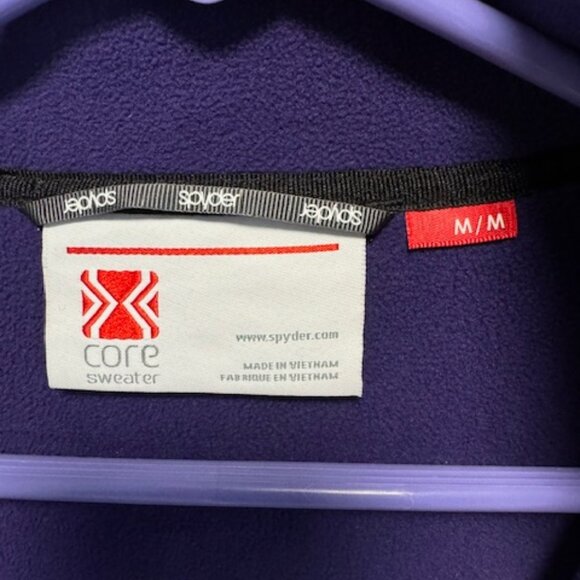 spyder spyder spyder
M/M
www.spyder.com
core
sweater
MADE IN VIETNAM
FABRIQUE EN VIETNAM